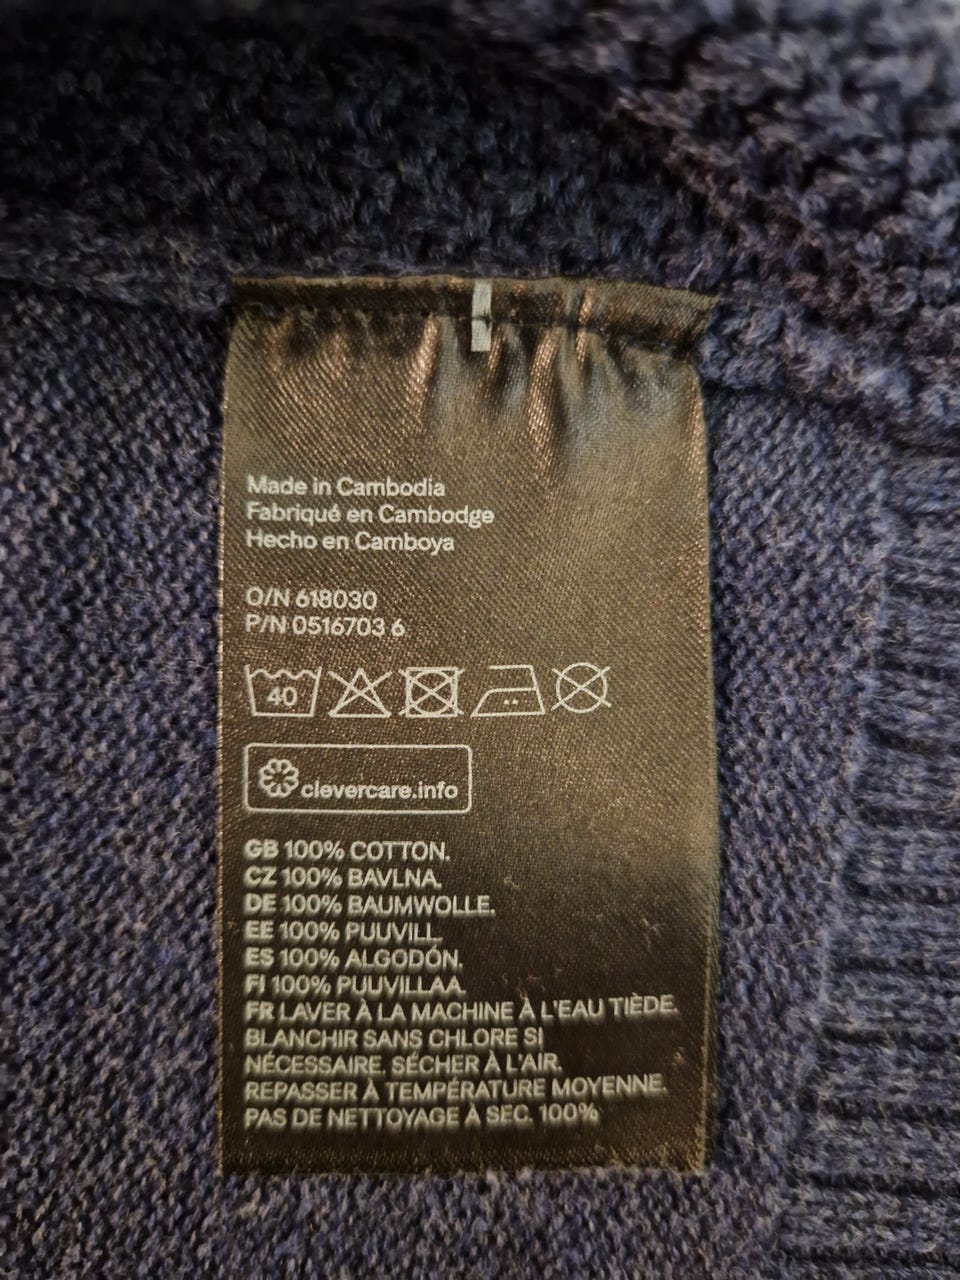 Made in Cambodia
Fabriqué en Cambodge
Hecho en Camboya
O/N 618030
P/N 0516703 6
40
clevercare.info
GB 100% COTTON.
CZ 100% BAVLNA.
DE 100% BAUMWOLLE.
EE 100% PUUVILL.
ES 100% ALGODÓN.
FI 100% PUUVILLAA.
FR LAVER À LA MACHINE À L'EAU TIÈDE.
BLANCHIR SANS CHLORE SI
NÉCESSAIRE. SÉCHER À L'AIR.
REPASSER À TEMPÉRATURE MOYENNE.
PAS DE NETTOYAGE À SEC. 100%